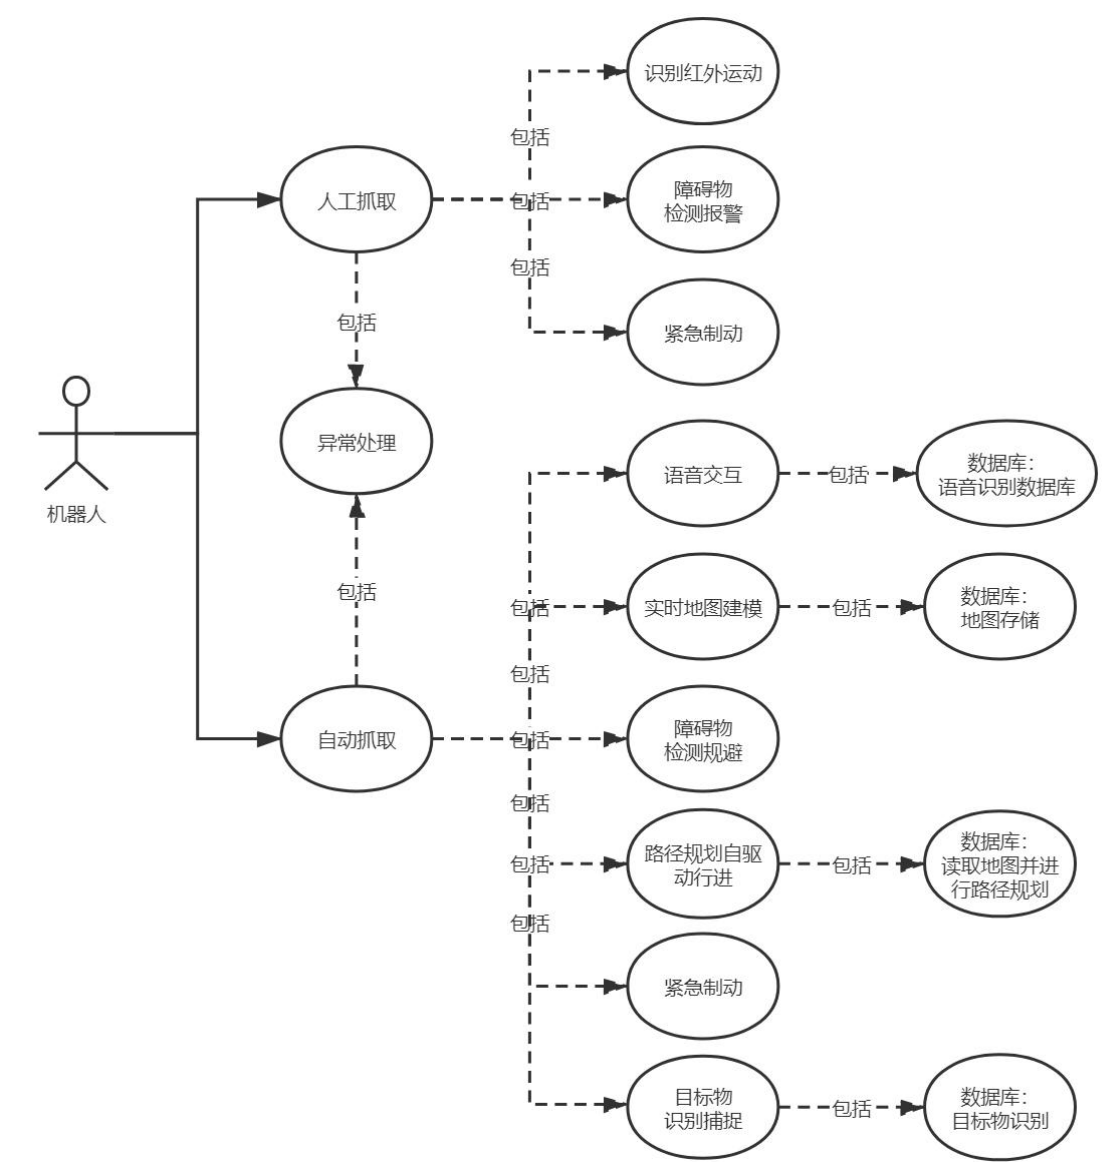 识别红外运动
包括
人工抓取
包括
障碍物
检测报警
包括
包括
紧急制动
异常处理
机器人
包括
语音交互
包括
数据库：
语音识别数据库
包括
实时地图建模
包括
数据库：
地图存储
包括
自动抓取
包括
障碍物
检测规避
包括
包括
路径规划自驱
动行进
包括
数据库：
读取地图并进
行路径规划
包括
紧急制动
目标物
识别捕捉
包括
数据库：
目标物识别